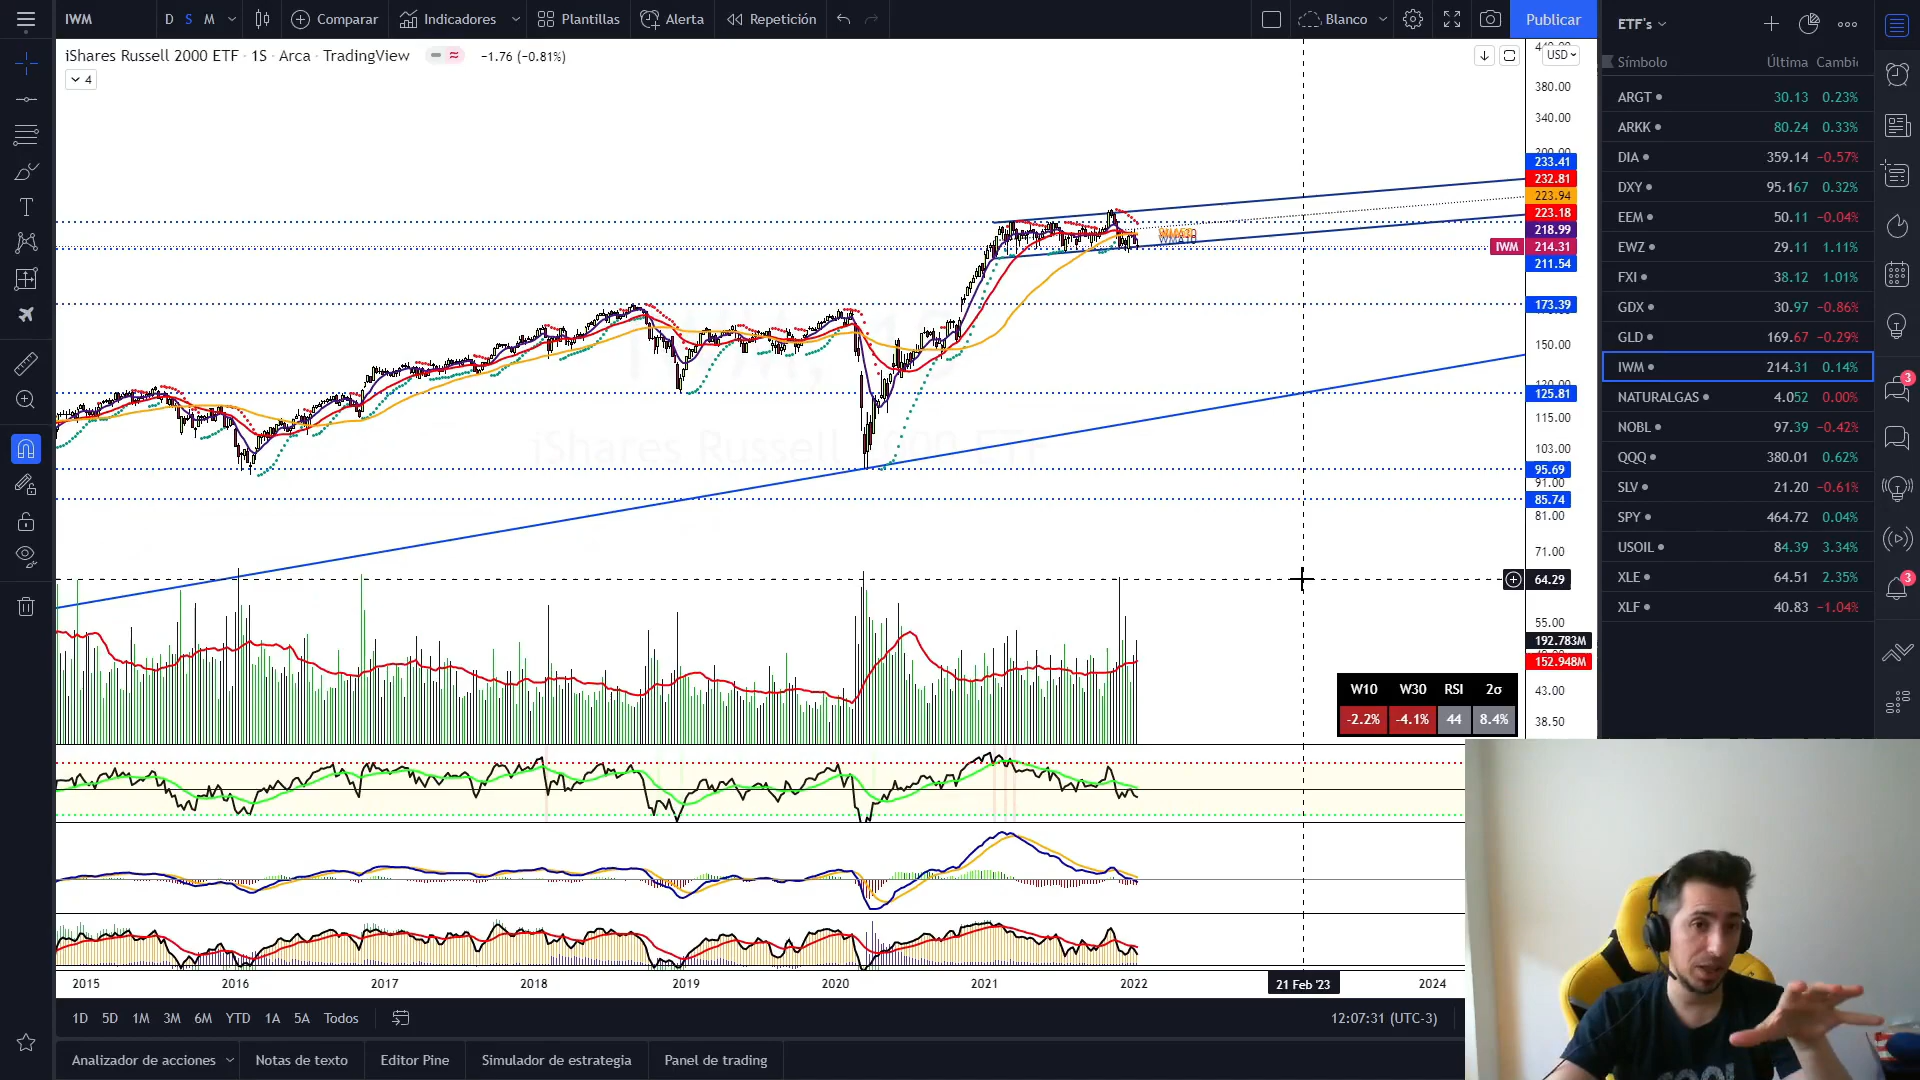 IWM
D S M
Comparar
Indicadores
Plantillas
Alerta
Repetición
Blanco
Publicar
ETF's
iShares Russell 2000 ETF · 1S · Arca · TradingView
−1.76 (−0.81%)
4
USD
Símbolo Última Cambio
ARGT 30.13 0.23%
ARKK 80.24 0.33%
DIA 359.14 −0.57%
DXY 95.167 0.32%
EEM 50.11 −0.04%
EWZ 29.11 1.11%
FXI 38.12 1.01%
GDX 30.97 −0.86%
GLD 169.67 −0.29%
IWM 214.31 0.14%
NATURALGAS 4.052 0.00%
NOBL 97.39 −0.42%
QQQ 380.01 0.62%
SLV 21.20 −0.61%
SPY 464.72 0.04%
USOIL 84.39 3.34%
XLE 64.51 2.35%
XLF 40.83 −1.04%
380.00
340.00
233.41
232.81
223.94
223.18
218.99
IWM 214.31
211.54
173.39
150.00
125.81
115.00
103.00
95.69
91.00
85.74
81.00
71.00
64.29
55.00
192.783M
152.948M
43.00
38.50
iShares Russell
W10 W30 RSI 2σ
-2.2% -4.1% 44 8.4%
2015 2016 2017 2018 2019 2020 2021 2022 21 Feb '23 2024
1D 5D 1M 3M 6M YTD 1A 5A Todos
12:07:31 (UTC-3)
Analizador de acciones
Notas de texto
Editor Pine
Simulador de estrategia
Panel de trading
3
3